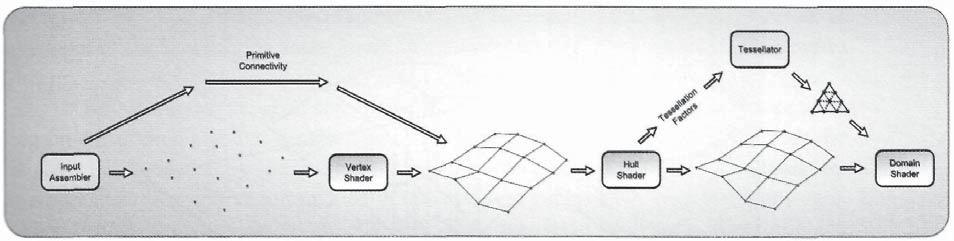 Primitive
Connectivity
Tessellator
Tessellation
Factors
Input
Assembler
Vertex
Shader
Hull
Shader
Domain
Shader